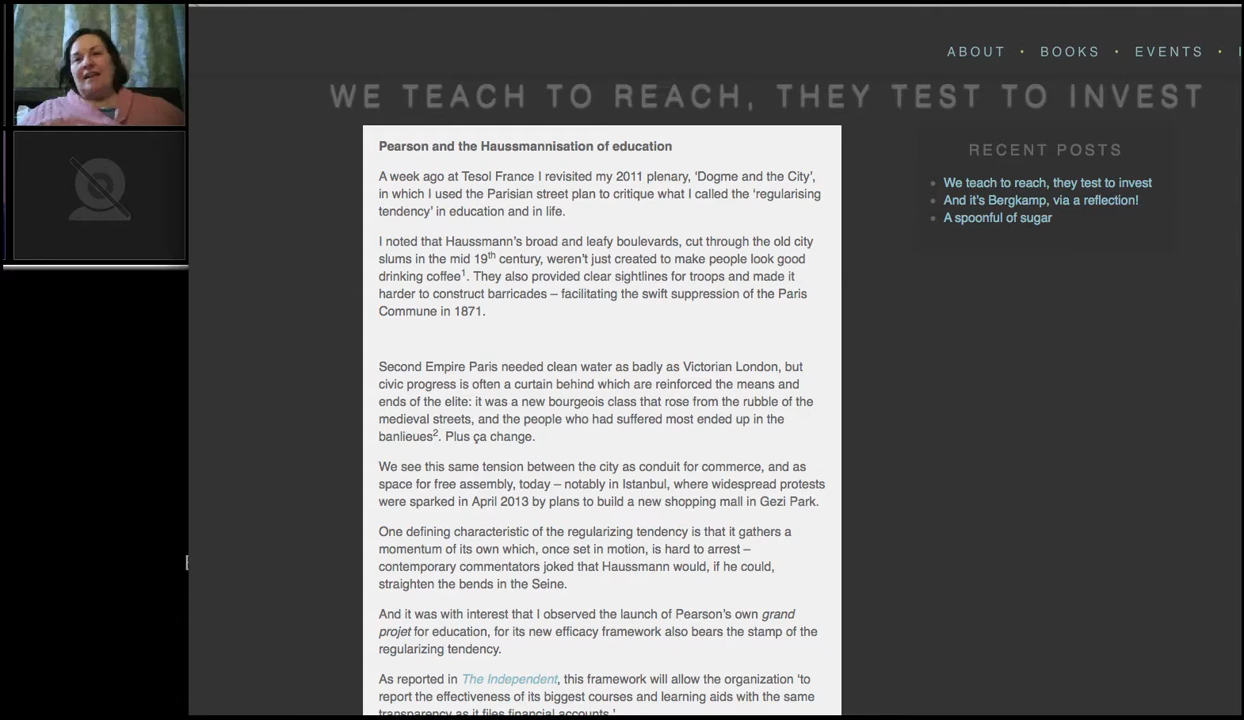 ABOUT • BOOKS • EVENTS •
WE TEACH TO REACH, THEY TEST TO INVEST
Pearson and the Haussmannisation of education
A week ago at Tesol France I revisited my 2011 plenary, ‘Dogme and the City’,
in which I used the Parisian street plan to critique what I called the ‘regularising
tendency’ in education and in life.
I noted that Haussmann’s broad and leafy boulevards, cut through the old city
slums in the mid 19th century, weren’t just created to make people look good
drinking coffee1. They also provided clear sightlines for troops and made it
harder to construct barricades – facilitating the swift suppression of the Paris
Commune in 1871.
Second Empire Paris needed clean water as badly as Victorian London, but
civic progress is often a curtain behind which are reinforced the means and
ends of the elite: it was a new bourgeois class that rose from the rubble of the
medieval streets, and the people who had suffered most ended up in the
banlieues2. Plus ça change.
We see this same tension between the city as conduit for commerce, and as
space for free assembly, today – notably in Istanbul, where widespread protests
were sparked in April 2013 by plans to build a new shopping mall in Gezi Park.
One defining characteristic of the regularizing tendency is that it gathers a
momentum of its own which, once set in motion, is hard to arrest –
contemporary commentators joked that Haussmann would, if he could,
straighten the bends in the Seine.
And it was with interest that I observed the launch of Pearson’s own grand
projet for education, for its new efficacy framework also bears the stamp of the
regularizing tendency.
As reported in The Independent, this framework will allow the organization ‘to
report the effectiveness of its biggest courses and learning aids with the same
transparency as it files financial accounts.’
RECENT POSTS
• We teach to reach, they test to invest
• And it’s Bergkamp, via a reflection!
• A spoonful of sugar